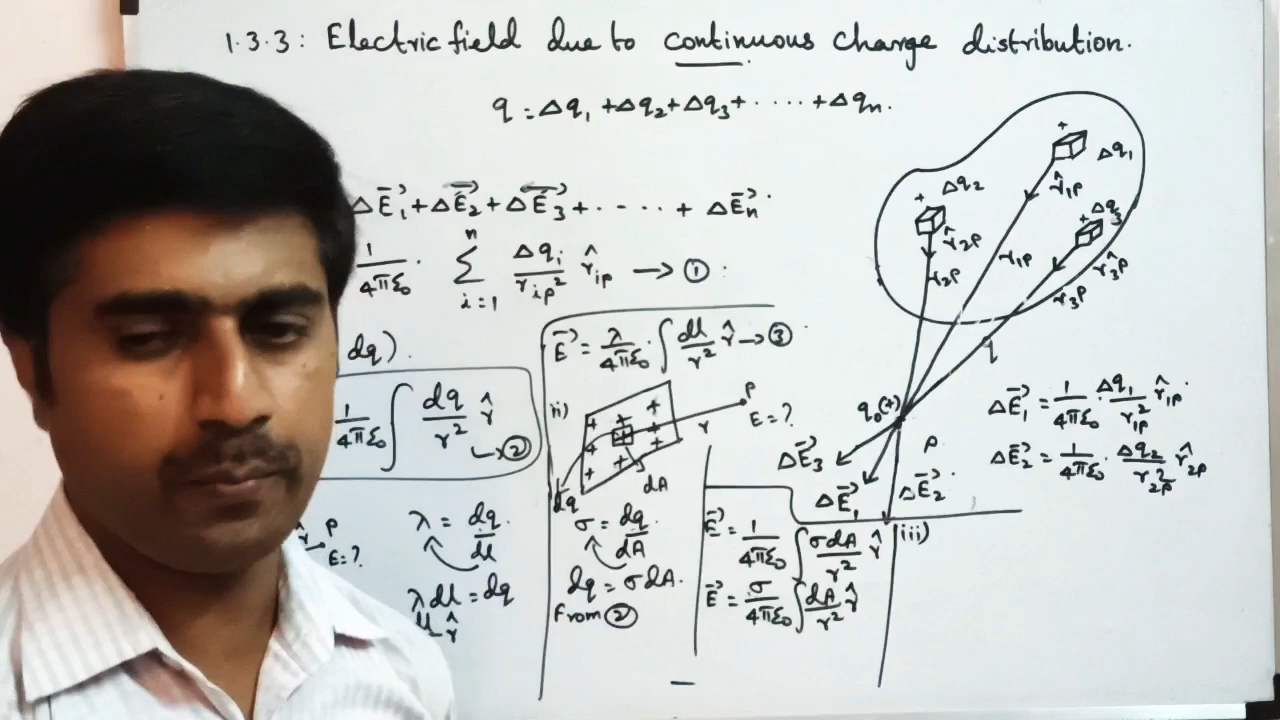 1.3.3: Electric field due to continuous charge distribution.
q = Δq₁ + Δq₂ + Δq₃ + ..... + Δqₙ.
ΔE⃗₁ + ΔE⃗₂ + ΔE⃗₃ + ..... + ΔE⃗ₙ.
1/4πε₀ Σ i=1 n Δqᵢ/rᵢₚ² r̂ᵢₚ → ①
dq).
1/4πε₀ ∫ dq/r² r̂ → ②
P
E = ?
λ = dq/dl
λdl = dq
dl r̂
E⃗ = λ/4πε₀ ∫ dl/r² r̂ → ③
ii)
P
E = ?
r
dq
dA
σ = dq/dA
dq = σdA.
From ②
E⃗ = 1/4πε₀ ∫ σdA/r² r̂
E⃗ = σ/4πε₀ ∫ dA/r² r̂
(iii)
+ Δq₁
r̂₁ₚ
+ Δq₂
r̂₂ₚ
+ Δq₃
r̂₃ₚ
r₂ₚ
r₁ₚ
r₃ₚ
q
q₀(+)
P
ΔE⃗₃
ΔE⃗₁
ΔE⃗₂
ΔE⃗₁ = 1/4πε₀ . Δq₁/r₁ₚ² r̂₁ₚ.
ΔE⃗₂ = 1/4πε₀ . Δq₂/r₂ₚ² r̂₂ₚ